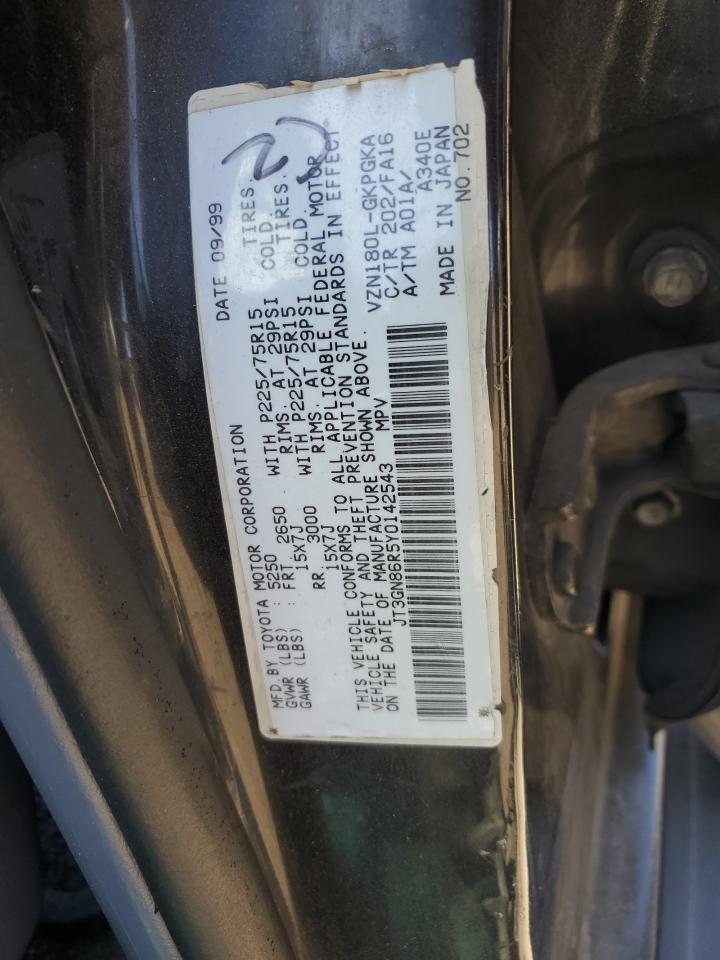 MFD.BY TOYOTA MOTOR CORPORATION DATE 09/99
GVWR (LBS) : 5250
GAWR (LBS) : FRT. 2650 WITH P225/75R15 TIRES.
15X7J RIMS. AT 29PSI COLD.
RR. 3000 WITH P225/75R15 TIRES.
15X7J RIMS. AT 29PSI COLD.
THIS VEHICLE CONFORMS TO ALL APPLICABLE FEDERAL MOTOR
VEHICLE SAFETY AND THEFT PREVENTION STANDARDS IN EFFECT
ON THE DATE OF MANUFACTURE SHOWN ABOVE.
JT3GN86R5Y0142543 MPV
VZN180L-GKPGKA
C/TR 202/FA16
A/TM A01A/
A340E
MADE IN JAPAN
NO.702